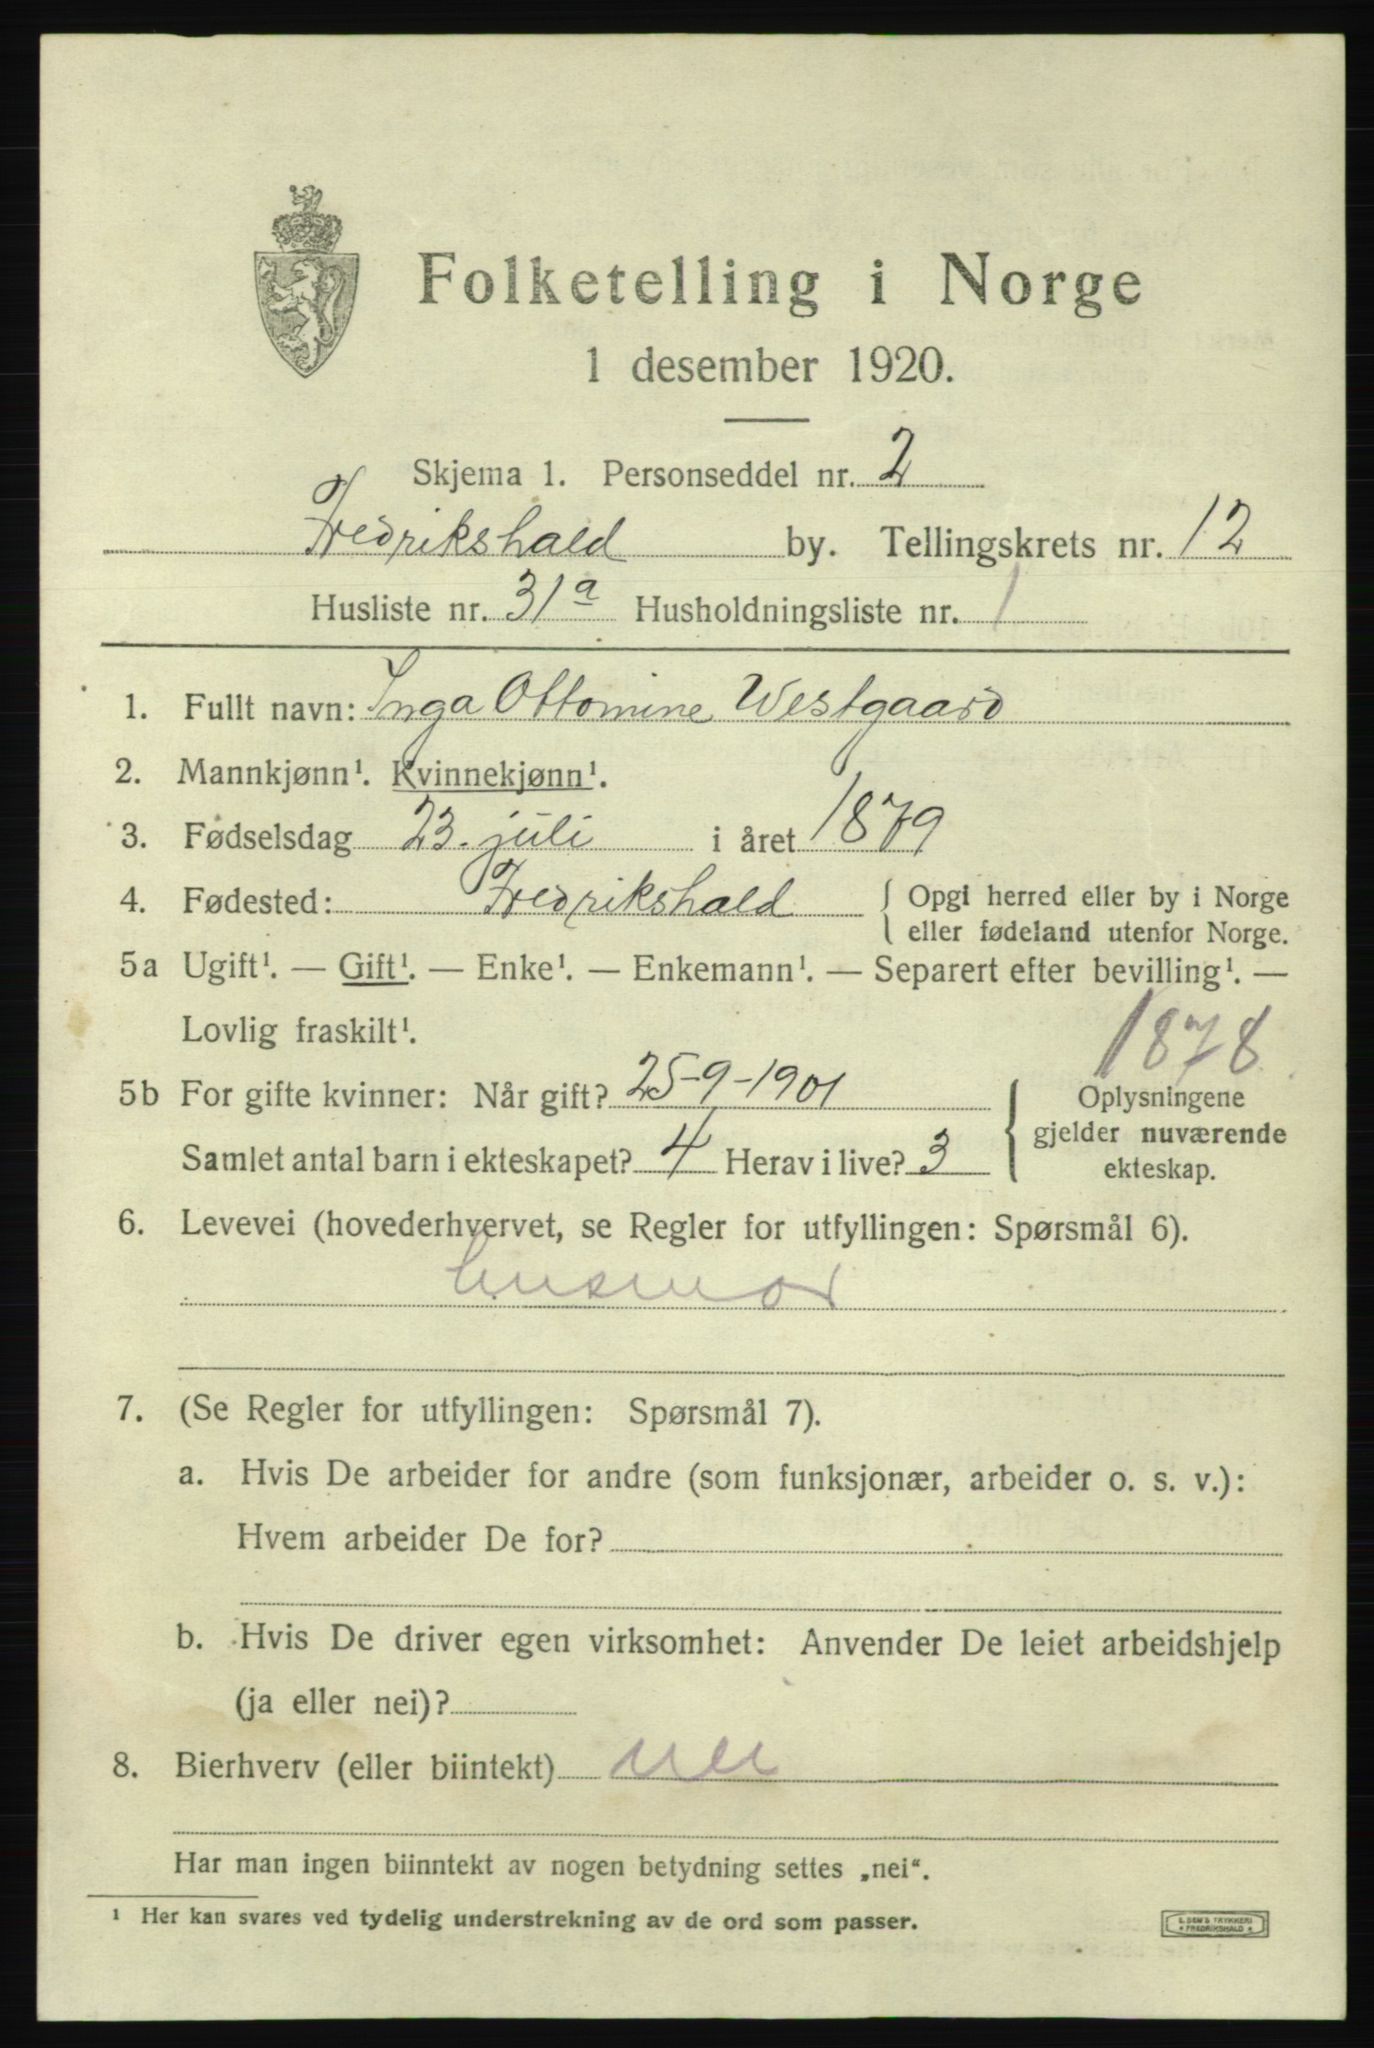 Folketelling i Norge
1 desember 1920.
Skjema 1. Personseddel nr. 2
Fredrikshald by. Tellingskrets nr. 12
Husliste nr. 31a Husholdningsliste nr. 1
1. Fullt navn: Inga Ottomine Westgaard
2. Mannkjønn¹. Kvinnekjønn¹.
3. Fødselsdag 23. juli i året 1879
4. Fødested: Fredrikshald { Opgi herred eller by i Norge
eller fødeland utenfor Norge.
5a Ugift¹. — Gift¹. — Enke¹. — Enkemann¹. — Separert efter bevilling¹. —
Lovlig fraskilt¹.
1878
5b For gifte kvinner: Når gift? 25-9-1901
Samlet antal barn i ekteskapet? 4 Herav i live? 3
{ Oplysningene
gjelder nuværende
ekteskap.
6. Levevei (hovederhvervet, se Regler for utfyllingen: Spørsmål 6).
husmor
7. (Se Regler for utfyllingen: Spørsmål 7).
a. Hvis De arbeider for andre (som funksjonær, arbeider o. s. v.):
Hvem arbeider De for?
b. Hvis De driver egen virksomhet: Anvender De leiet arbeidshjelp
(ja eller nei)?
8. Bierhverv (eller biintekt) nei
Har man ingen biinntekt av nogen betydning settes „nei“.
¹ Her kan svares ved tydelig understrekning av de ord som passer.
TRYKKERI
FREDRIKSHALD